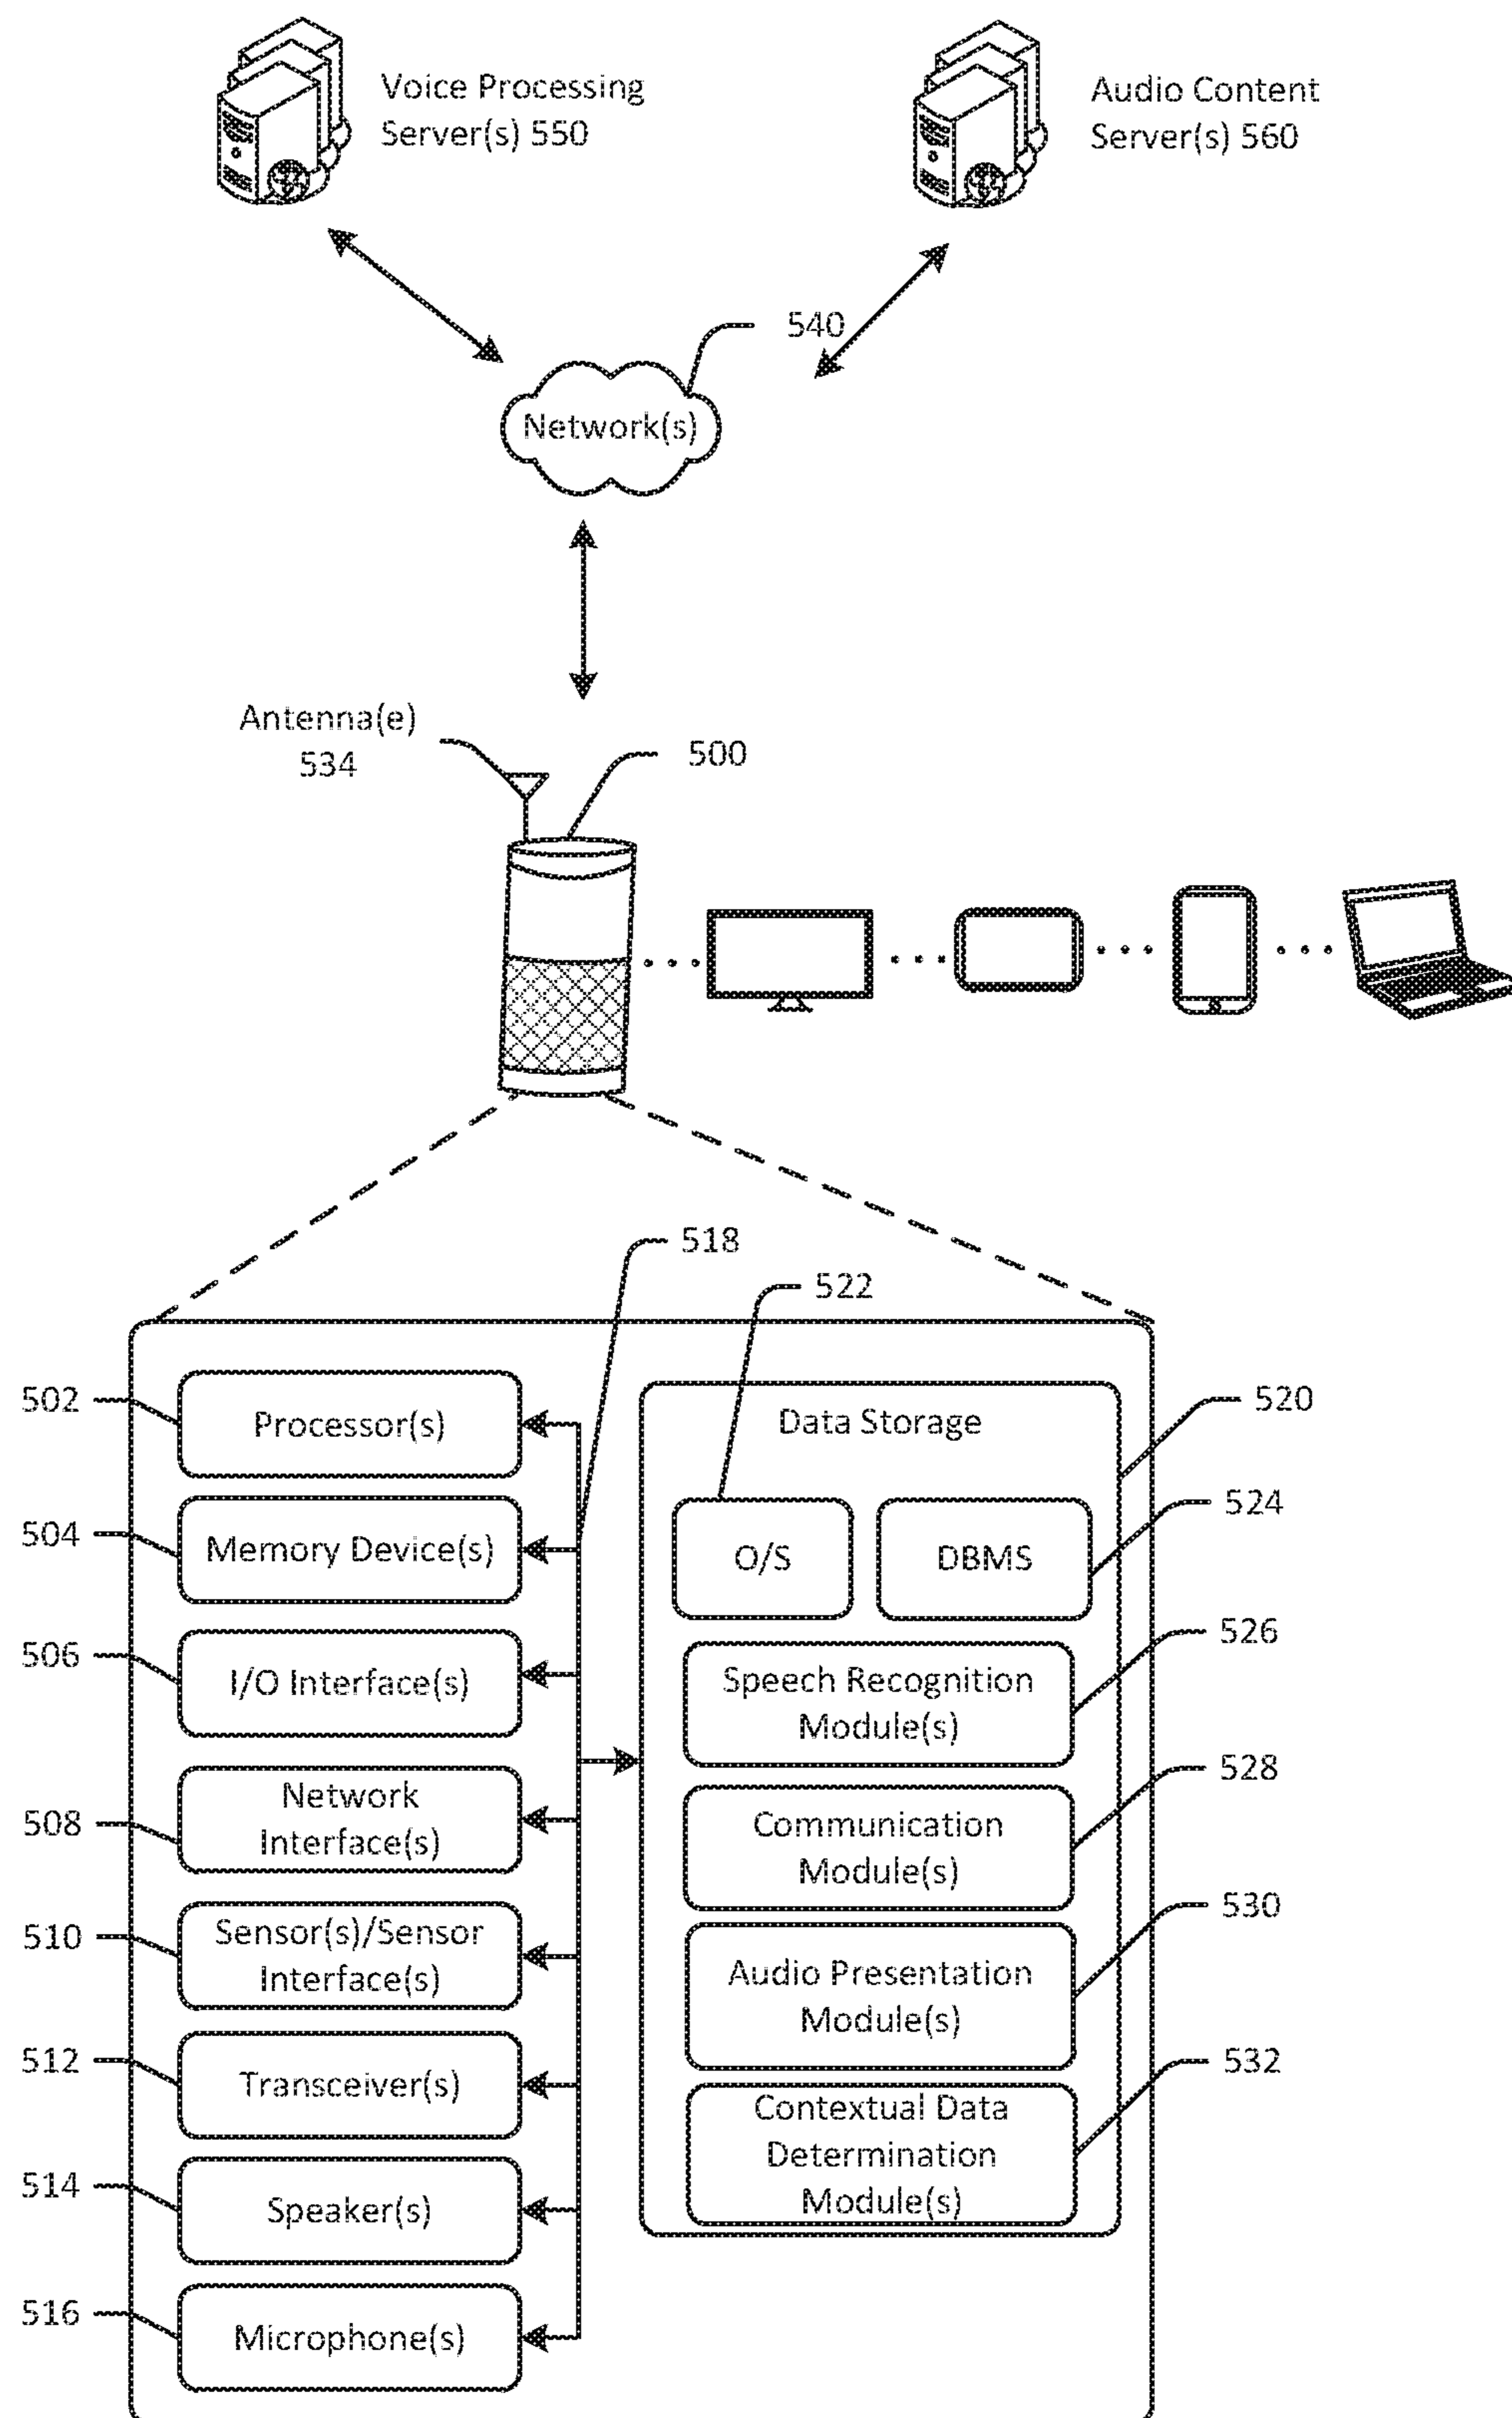 Voice Processing
Server(s) 550
Audio Content
Server(s) 560
540
Network(s)
Antenna(e)
534
500
518
522
502
Processor(s)
504
Memory Device(s)
506
I/O Interface(s)
508
Network
Interface(s)
510
Sensor(s)/Sensor
Interface(s)
512
Transceiver(s)
514
Speaker(s)
516
Microphone(s)
Data Storage
520
O/S
DBMS
524
Speech Recognition
Module(s)
526
Communication
Module(s)
528
Audio Presentation
Module(s)
530
Contextual Data
Determination
Module(s)
532